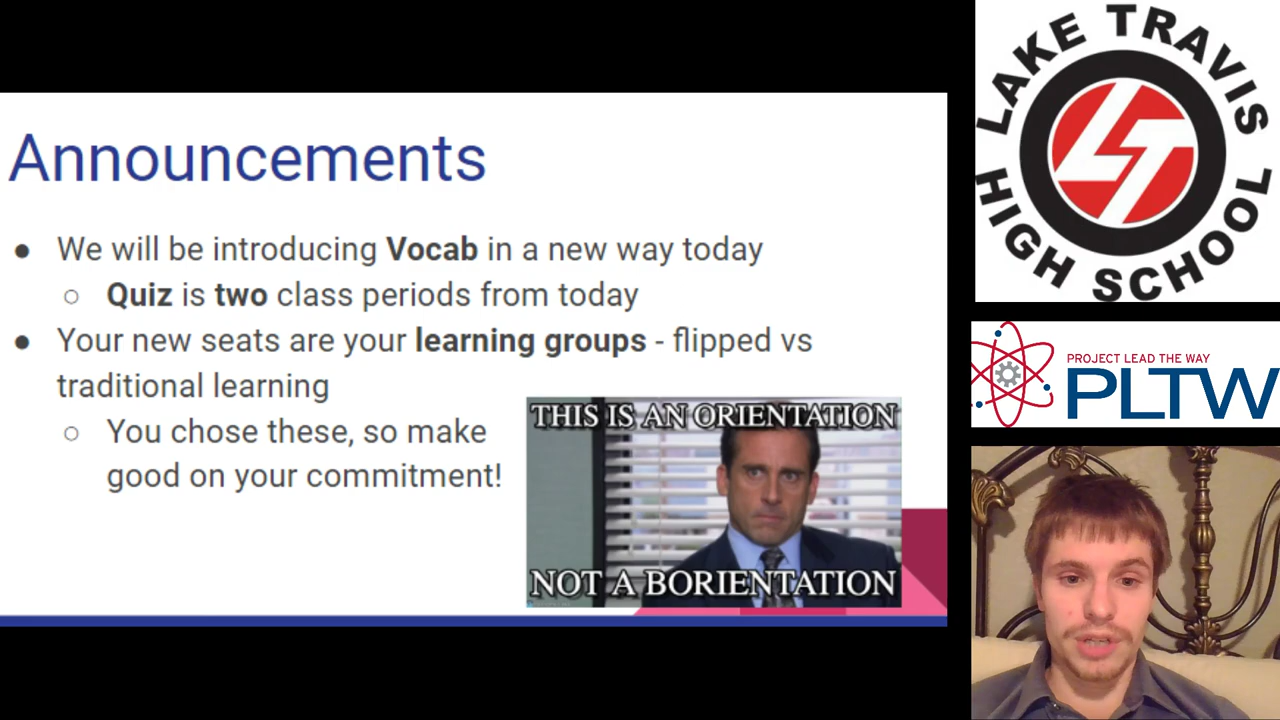 Announcements
● We will be introducing Vocab in a new way today
○ Quiz is two class periods from today
● Your new seats are your learning groups - flipped vs
traditional learning
○ You chose these, so make
good on your commitment!
THIS IS AN ORIENTATION
NOT A BORIENTATION
LAKE TRAVIS
LT
HIGH SCHOOL
PROJECT LEAD THE WAY
PLTW